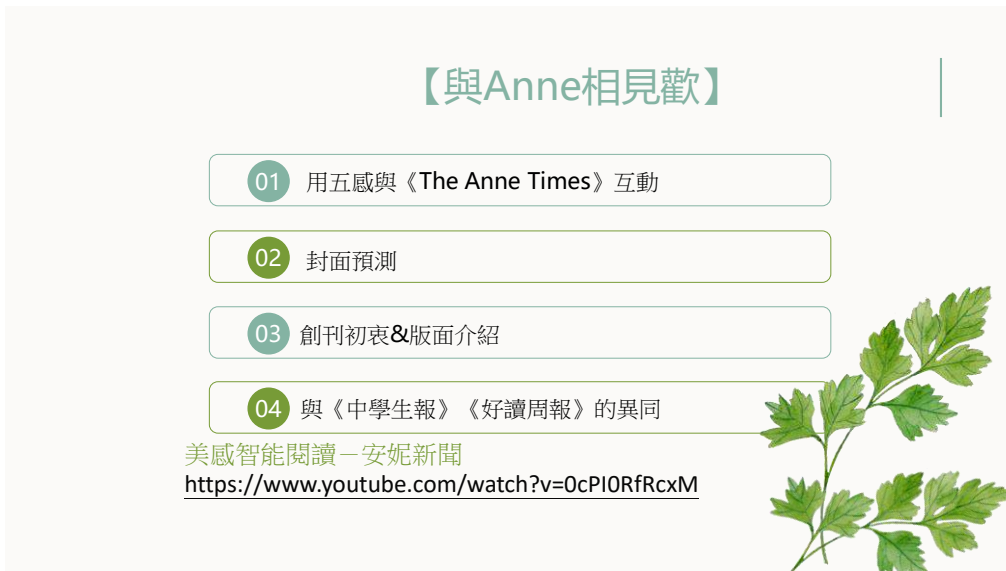 【與Anne相見歡】
01 用五感與《The Anne Times》互動
02 封面預測
03 創刊初衷&版面介紹
04 與《中學生報》《好讀周報》的異同
美感智能閱讀－安妮新聞
https://www.youtube.com/watch?v=0cPI0RfRcxM